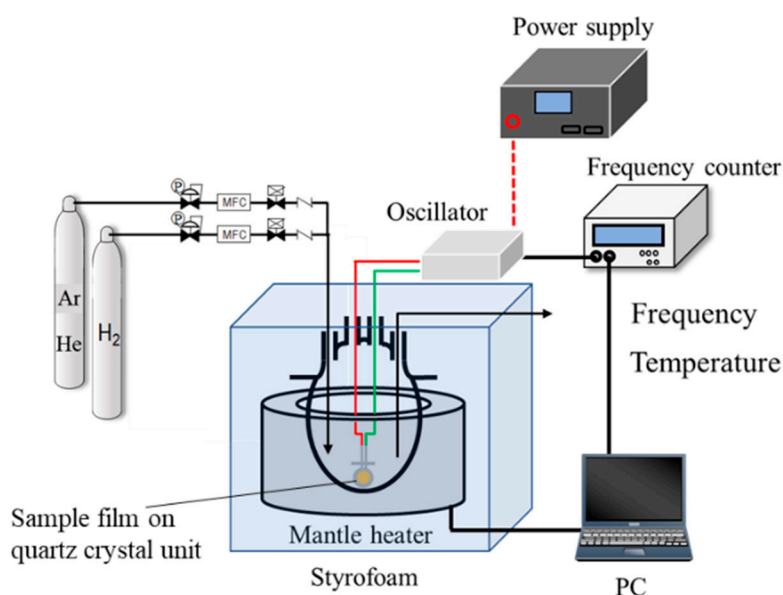 Power supply
Frequency counter
Oscillator
P
MFC
P
MFC
Ar
He
H2
Frequency
Temperature
Sample film on
quartz crystal unit
Mantle heater
Styrofoam
PC